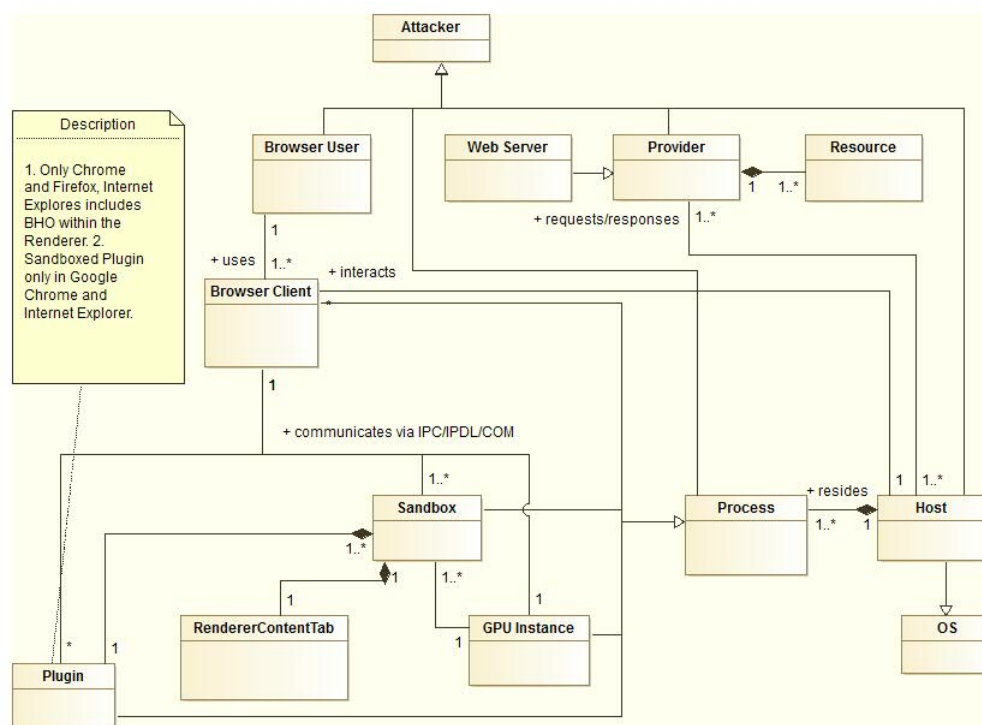 Attacker
Description
1. Only Chrome
and Firefox, Internet
Explores includes
BHO within the
Renderer. 2.
Sandboxed Plugin
only in Google
Chrome and
Internet Explorer.
Browser User
Web Server
Provider
Resource
1
1..*
+ requests/responses
1..*
1
+ uses
1..*
+ interacts
Browser Client
*
1
+ communicates via IPC/IPDL/COM
1..*
1
1..*
+ resides
Sandbox
Process
Host
1..*
1
1..*
1
1..*
1
1
RendererContentTab
GPU Instance
1
OS
*
1
Plugin